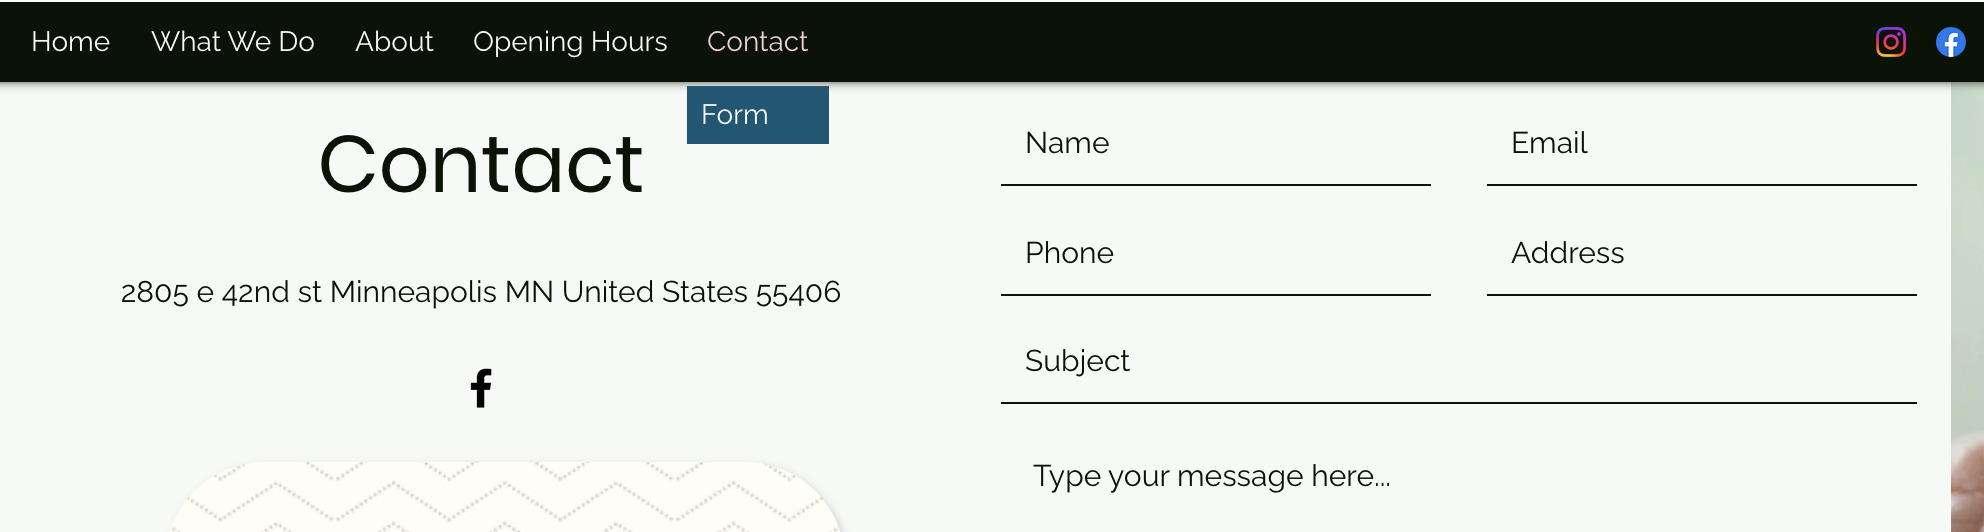 Home What We Do About Opening Hours Contact
Form
Contact
2805 e 42nd st Minneapolis MN United States 55406
Name Email
Phone Address
Subject
Type your message here...